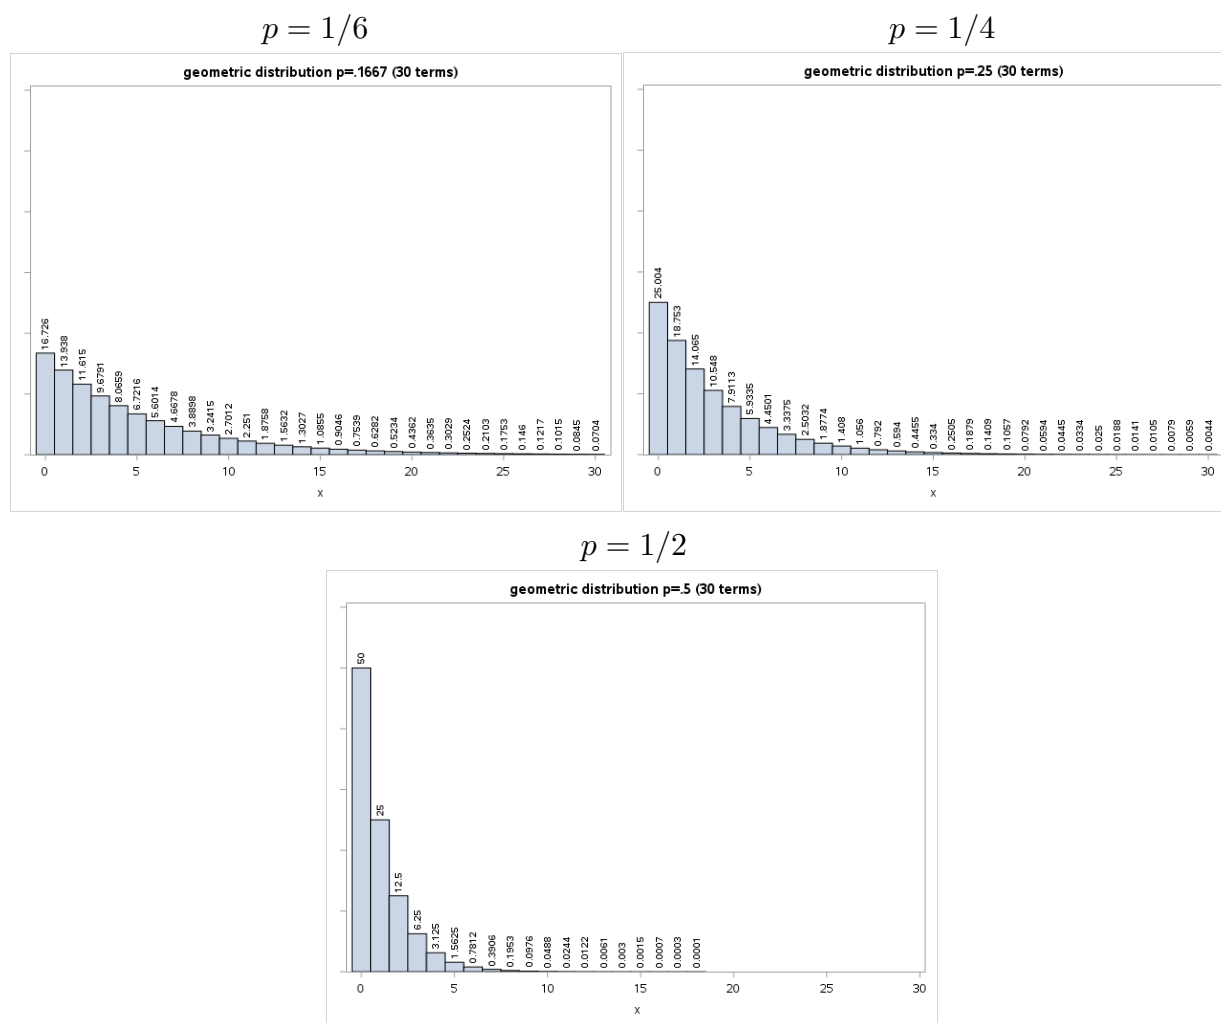 p = 1/6
geometric distribution p=.1667 (30 terms)
16.726 13.938 11.615 9.6791 8.0659 6.7216 5.6014 4.6678 3.8898 3.2415 2.7012 2.251 1.8758 1.5632 1.3027 1.0855 0.9046 0.7539 0.6282 0.5234 0.4362 0.3635 0.3029 0.2524 0.2103 0.1753 0.146 0.1217 0.1015 0.0845 0.0704
0 5 10 15 20 25 30
x
p = 1/4
geometric distribution p=.25 (30 terms)
25.004 18.753 14.065 10.548 7.9113 5.9335 4.4501 3.3375 2.5032 1.8774 1.408 1.056 0.792 0.594 0.4455 0.334 0.2505 0.1879 0.1409 0.1057 0.0792 0.0594 0.0445 0.0334 0.025 0.0188 0.0141 0.0105 0.0079 0.0059 0.0044
0 5 10 15 20 25 30
x
p = 1/2
geometric distribution p=.5 (30 terms)
50 25 12.5 6.25 3.125 1.5625 0.7812 0.3906 0.1953 0.0976 0.0488 0.0244 0.0122 0.0061 0.003 0.0015 0.0007 0.0003 0.0001
0 5 10 15 20 25 30
x